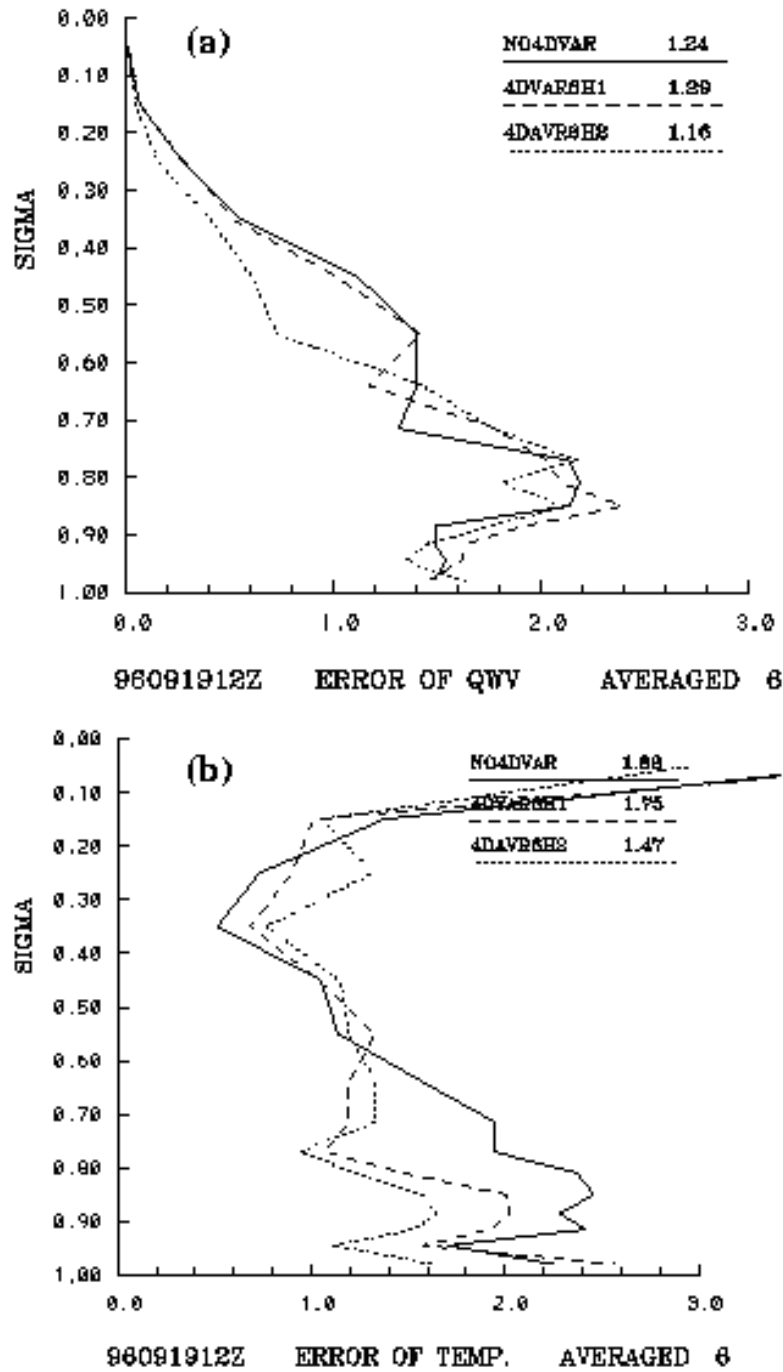 (a)
NO4DVAR 1.24
4DVAR6H1 1.29
4DAVR6H2 1.16
SIGMA
0.00
0.10
0.20
0.30
0.40
0.50
0.60
0.70
0.80
0.90
1.00
0.0 1.0 2.0 3.0
96091912Z ERROR OF QWV AVERAGED 6
(b)
NO4DVAR
4DVAR6H1 1.75
4DAVR6H2 1.47
SIGMA
0.00
0.10
0.20
0.30
0.40
0.50
0.60
0.70
0.80
0.90
1.00
0.0 1.0 2.0 3.0
96091912Z ERROR OF TEMP. AVERAGED 6